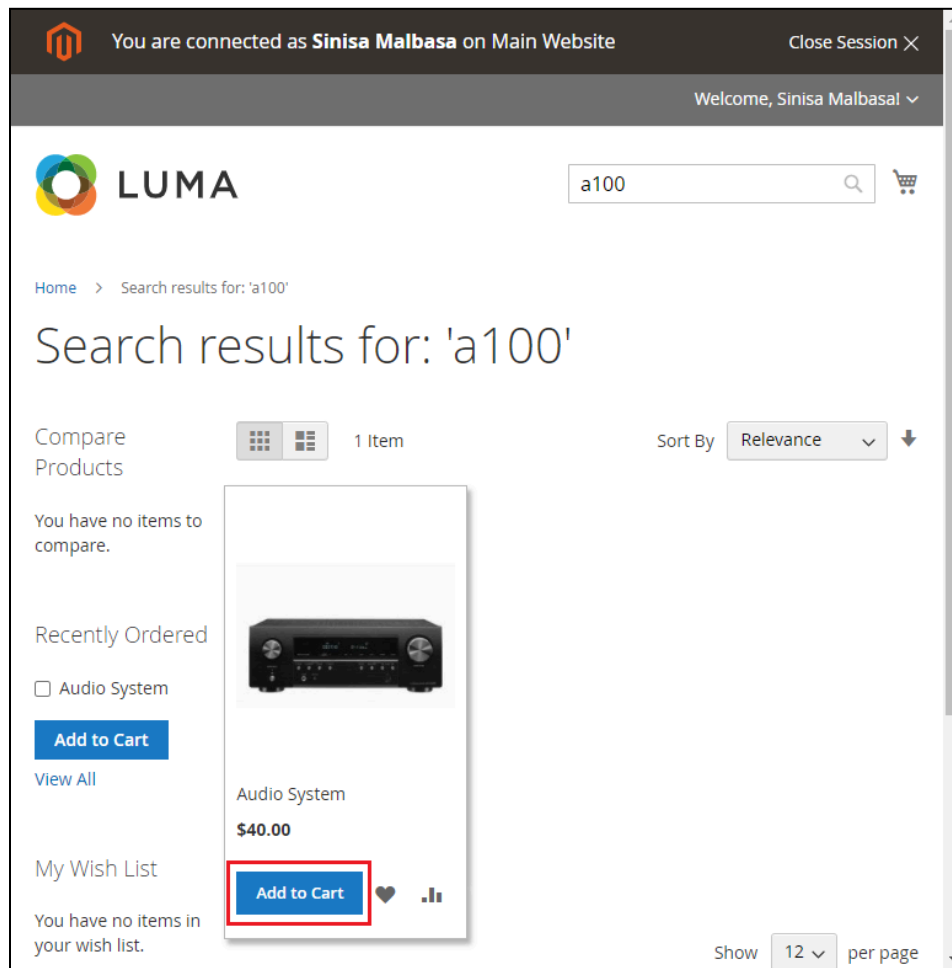 You are connected as Sinisa Malbasa on Main Website
Close Session
Welcome, Sinisa Malbasa!
LUMA
a100
Home > Search results for: 'a100'
Search results for: 'a100'
Compare
Products
1 Item
Sort By Relevance
You have no items to
compare.
Recently Ordered
Audio System
Add to Cart
View All
Audio System
$40.00
Add to Cart
My Wish List
You have no items in
your wish list.
Show 12 per page